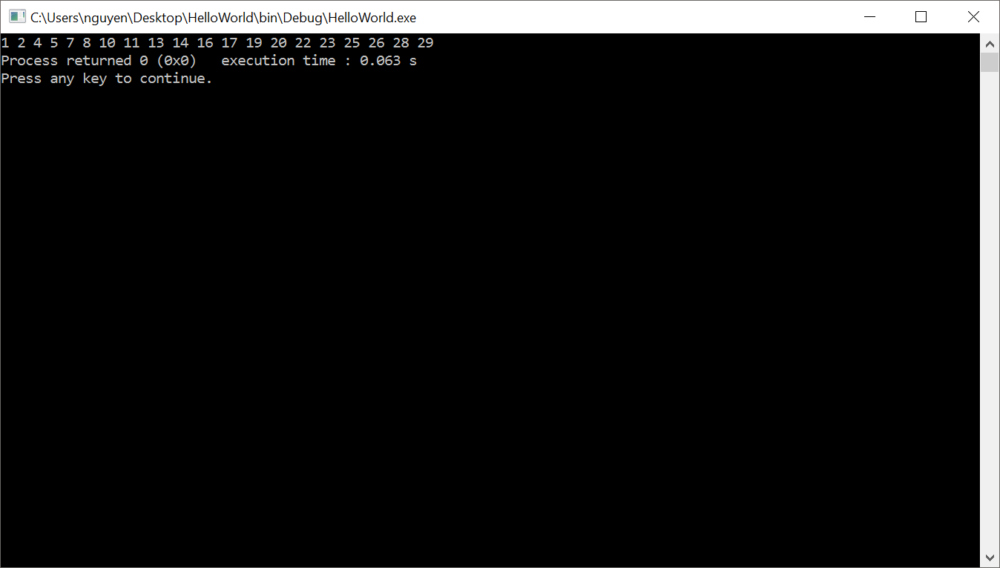 C:\Users\nguyen\Desktop\HelloWorld\bin\Debug\HelloWorld.exe
1 2 4 5 7 8 10 11 13 14 16 17 19 20 22 23 25 26 28 29
Process returned 0 (0x0)   execution time : 0.063 s
Press any key to continue.